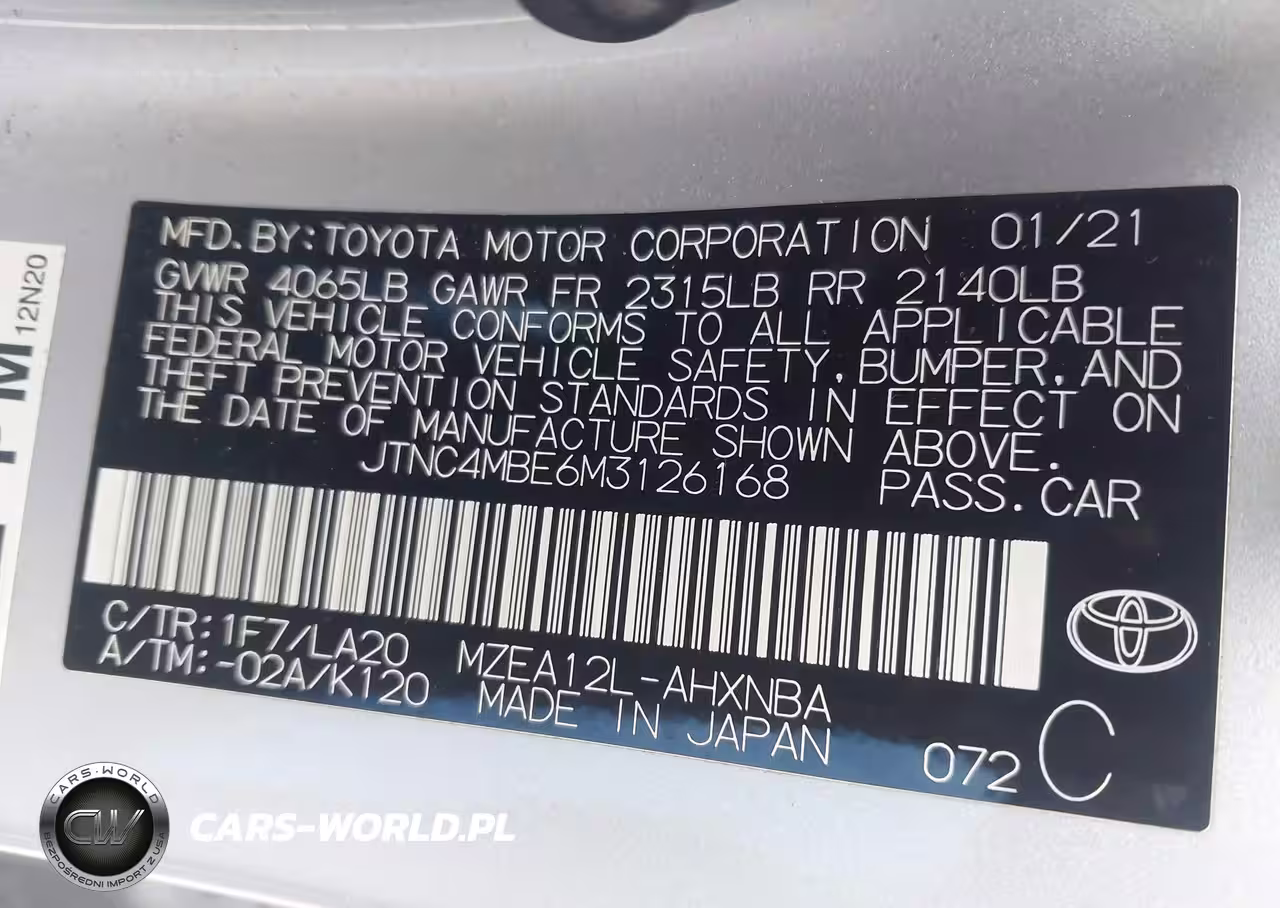 MFD. BY: TOYOTA MOTOR CORPORATION 01/21
GVWR 4065LB GAWR FR 2315LB RR 2140LB
THIS VEHICLE CONFORMS TO ALL APPLICABLE
FEDERAL MOTOR VEHICLE SAFETY, BUMPER, AND
THEFT PREVENTION STANDARDS IN EFFECT ON
THE DATE OF MANUFACTURE SHOWN ABOVE.
JTNC4MBE6M3126168 PASS. CAR
C/TR: 1F7/LA20 MZEA12L-AHXNBA
A/TM: -02A/K120 MADE IN JAPAN
072 C
12N20
CARS-WORLD
CW
BEZPOŚREDNI IMPORT Z USA
CARS-WORLD.PL